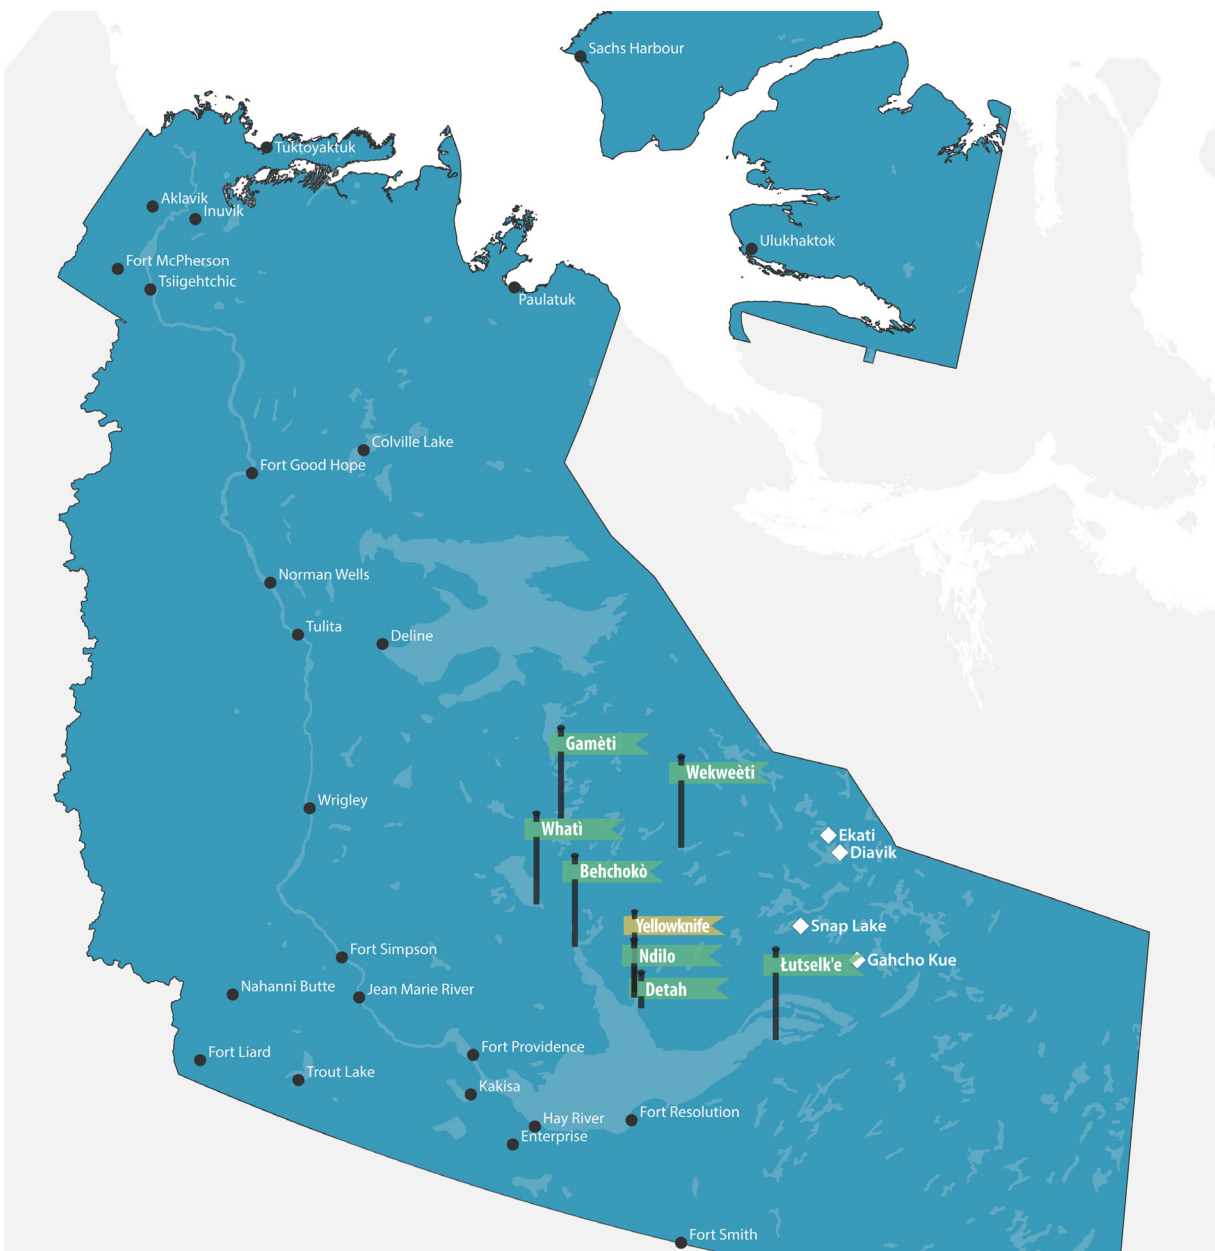 Sachs Harbour
Tuktoyaktuk
Aklavik
Inuvik
Ulukhaktok
Fort McPherson
Tsiigehtchic
Paulatuk
Colville Lake
Fort Good Hope
Norman Wells
Tulita
Deline
Gamèti
Wekweèti
Wrigley
Whatì
Ekati
Diavik
Behchokò
Yellowknife
Snap Lake
Fort Simpson
Ndilo
Łutselk'e
Gahcho Kue
Nahanni Butte
Jean Marie River
Detah
Fort Liard
Fort Providence
Trout Lake
Kakisa
Hay River
Fort Resolution
Enterprise
Fort Smith